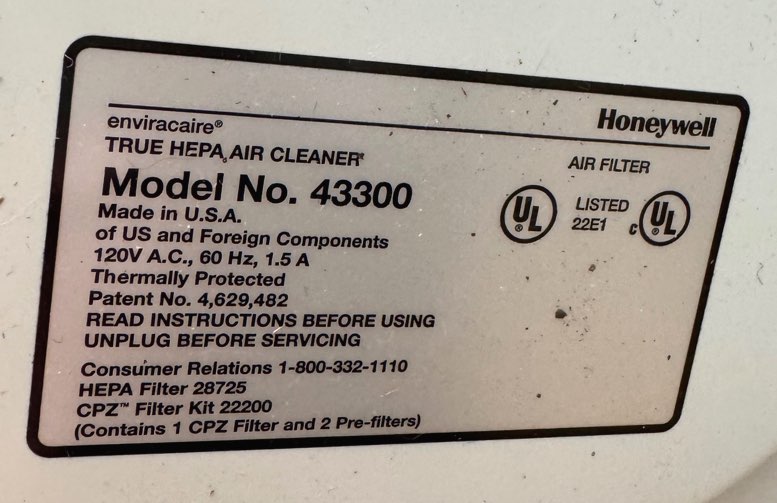 Honeywell
enviracaire®
TRUE HEPA AIR CLEANER®
Model No. 43300
Made in U.S.A.
of US and Foreign Components
120V A.C., 60 Hz, 1.5 A
Thermally Protected
Patent No. 4,629,482
READ INSTRUCTIONS BEFORE USING
UNPLUG BEFORE SERVICING
Consumer Relations 1-800-332-1110
HEPA Filter 28725
CPZ™ Filter Kit 22200
(Contains 1 CPZ Filter and 2 Pre-filters)
AIR FILTER
UL® LISTED c UL®
22E1